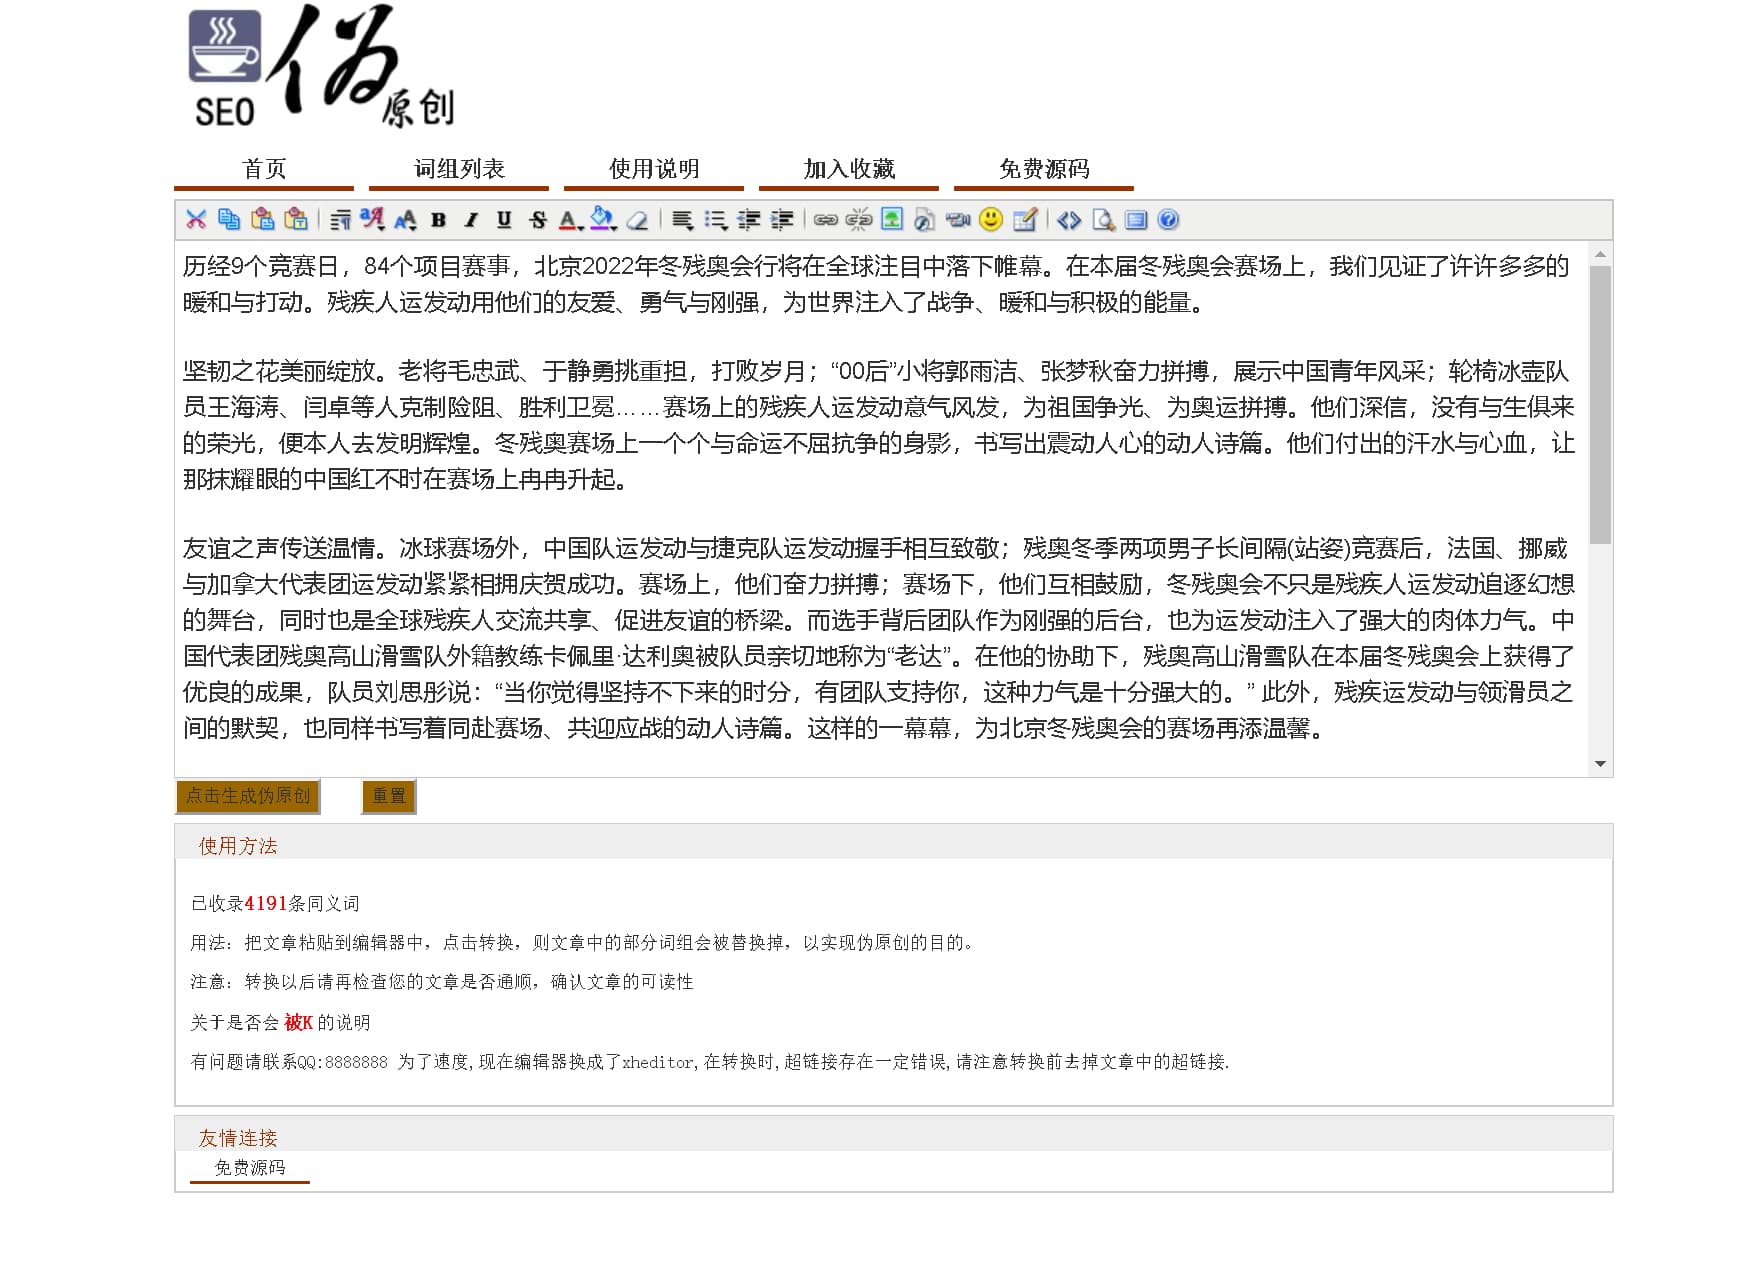 SEO
伪原创
首页 词组列表 使用说明 加入收藏 免费源码
历经9个竞赛日，84个项目赛事，北京2022年冬残奥会行将在全球注目中落下帷幕。在本届冬残奥会赛场上，我们见证了许许多多的
暖和与打动。残疾人运发动用他们的友爱、勇气与刚强，为世界注入了战争、暖和与积极的能量。
坚韧之花美丽绽放。老将毛忠武、于静勇挑重担，打败岁月；“00后”小将郭雨洁、张梦秋奋力拼搏，展示中国青年风采；轮椅冰壶队
员王海涛、闫卓等人克制险阻、胜利卫冕……赛场上的残疾人运发动意气风发，为祖国争光、为奥运拼搏。他们深信，没有与生俱来
的荣光，便本人去发明辉煌。冬残奥赛场上一个个与命运不屈抗争的身影，书写出震动人心的动人诗篇。他们付出的汗水与心血，让
那抹耀眼的中国红不时在赛场上冉冉升起。
友谊之声传送温情。冰球赛场外，中国队运发动与捷克队运发动握手相互致敬；残奥冬季两项男子长间隔(站姿)竞赛后，法国、挪威
与加拿大代表团运发动紧紧相拥庆贺成功。赛场上，他们奋力拼搏；赛场下，他们互相鼓励，冬残奥会不只是残疾人运发动追逐幻想
的舞台，同时也是全球残疾人交流共享、促进友谊的桥梁。而选手背后团队作为刚强的后台，也为运发动注入了强大的肉体力气。中
国代表团残奥高山滑雪队外籍教练卡佩里·达利奥被队员亲切地称为“老达”。在他的协助下，残奥高山滑雪队在本届冬残奥会上获得了
优良的成果，队员刘思彤说：“当你觉得坚持不下来的时分，有团队支持你，这种力气是十分强大的。” 此外，残疾运发动与领滑员之
间的默契，也同样书写着同赴赛场、共迎应战的动人诗篇。这样的一幕幕，为北京冬残奥会的赛场再添温馨。
点击生成伪原创 重置
使用方法
已收录4191条同义词
用法：把文章粘贴到编辑器中，点击转换，则文章中的部分词组会被替换掉，以实现伪原创的目的。
注意：转换以后请再检查您的文章是否通顺，确认文章的可读性
关于是否会 被K 的说明
有问题请联系QQ:8888888 为了速度,现在编辑器换成了xheditor,在转换时,超链接存在一定错误,请注意转换前去掉文章中的超链接.
友情连接
免费源码